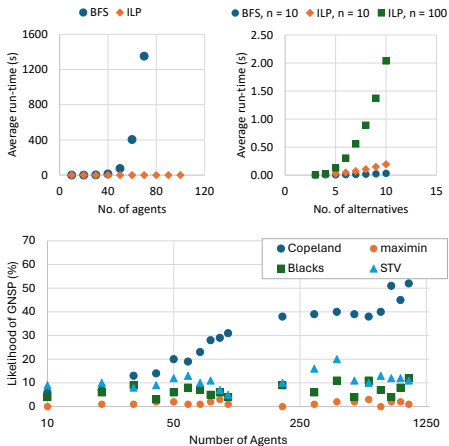 BFS ILP
Average run-time (s)
1600
1200
800
400
0
0 40 80 120
No. of agents
BFS, n = 10 ILP, n = 10 ILP, n = 100
Average run-time (s)
2.00
1.50
1.00
0.50
0.00
2.50
0 5 10 15
No. of alternatives
Likelihood of GNSP (%)
70
60
50
40
30
20
10
0
Copeland maximin
Blacks STV
10 50 250 1250
Number of Agents